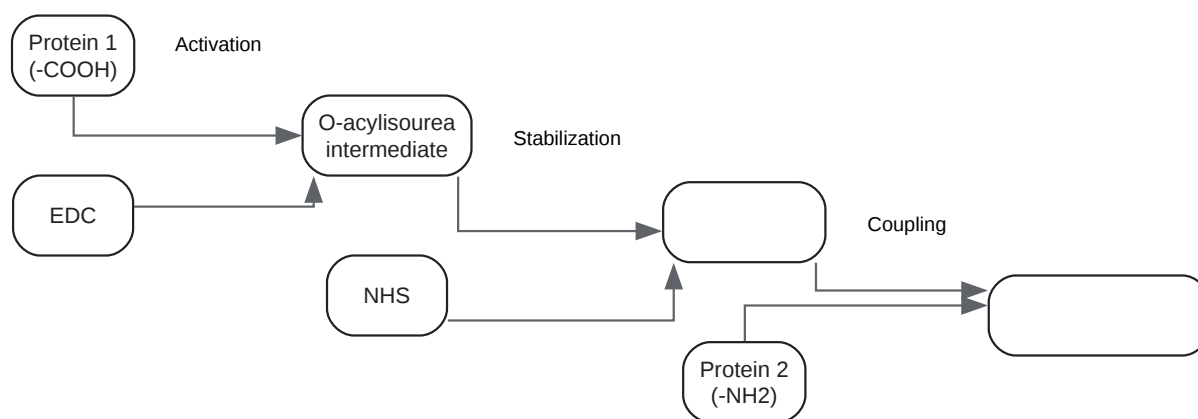 Protein 1
(-COOH)
Activation
O-acylisourea
intermediate
Stabilization
EDC
Coupling
NHS
Protein 2
(-NH2)